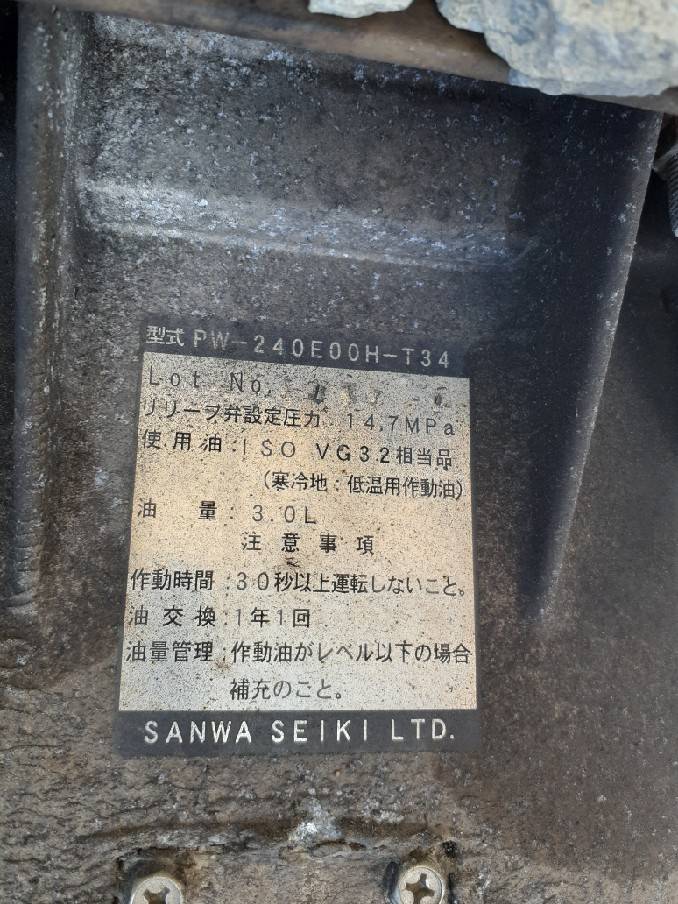 型式 PW-240E00H-T34
Lot No.
リリーフ弁設定圧力 14.7MPa
使用油:ISO VG32相当品
(寒冷地:低温用作動油)
油量:3.0L
注意事項
作動時間:30秒以上運転しないこと。
油交換:1年1回
油量管理:作動油がレベル以下の場合
補充のこと。
SANWA SEIKI LTD.